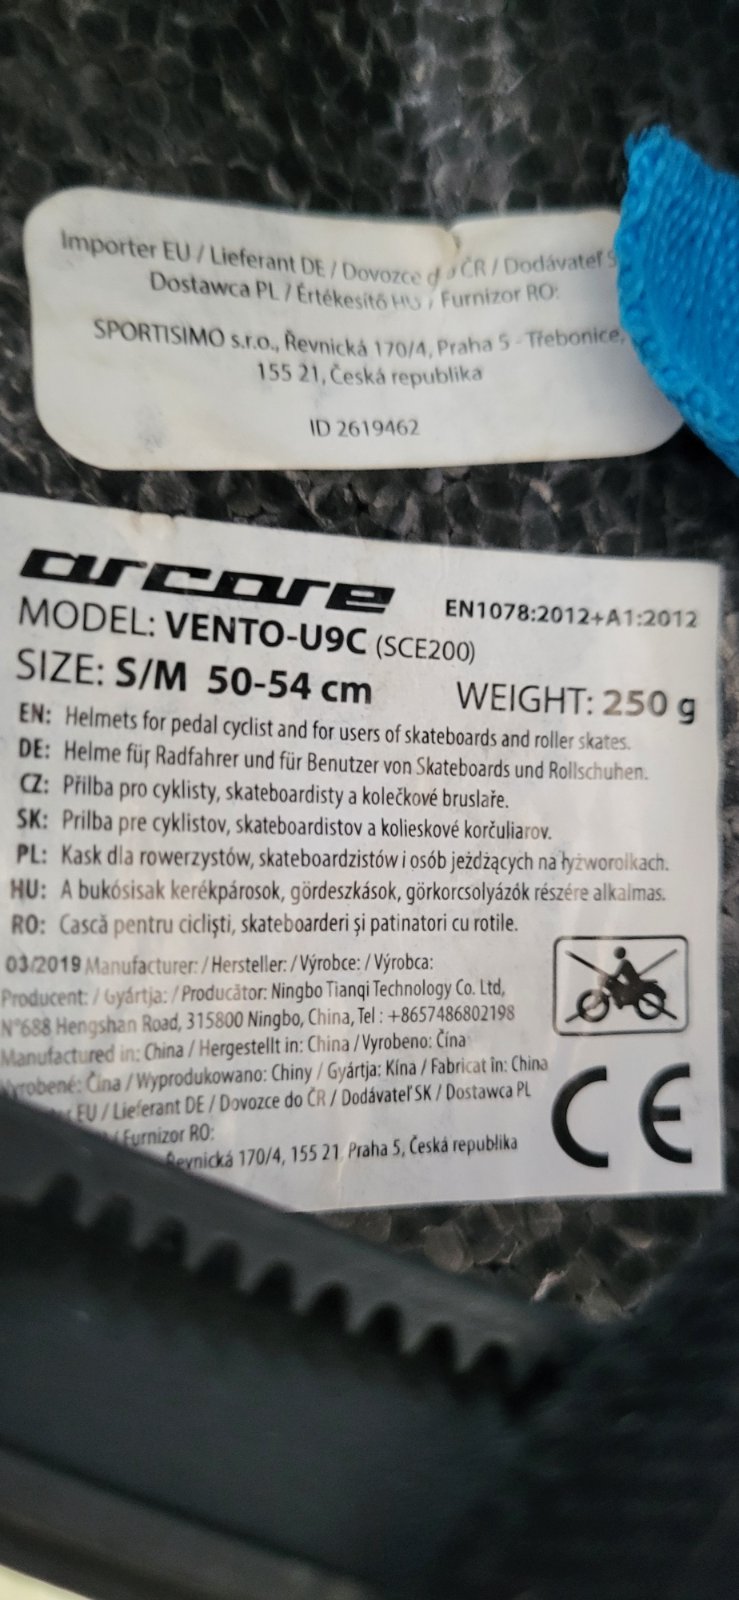 Importer EU / Lieferant DE / Dovozce do ČR / Dodávateľ
Dostawca PL / Értékesítő HU / Furnizor RO:
SPORTISIMO s.r.o., Řevnická 170/4, Praha 5 - Třebonice,
155 21, Česká republika
ID 2619462
arcore
EN1078:2012+A1:2012
MODEL: VENTO-U9C (SCE200)
SIZE: S/M 50-54 cm WEIGHT: 250 g
EN: Helmets for pedal cyclist and for users of skateboards and roller skates.
DE: Helme für Radfahrer und für Benutzer von Skateboards und Rollschuhen.
CZ: Přilba pro cyklisty, skateboardisty a kolečkové bruslaře.
SK: Prilba pre cyklistov, skateboardistov a kolieskové korčuliarov.
PL: Kask dla rowerzystów, skateboardzistów i osób jeżdżących na łyżworolkach.
HU: A bukósisak kerékpárosok, gördeszkások, görkorcsolyázók részére alkalmas.
RO: Cască pentru cicliști, skateboarderi și patinatori cu rotile.
03/2019 Manufacturer: / Hersteller: / Výrobce: / Výrobca:
Producent: / Gyártja: / Producător: Ningbo Tianqi Technology Co. Ltd,
N°688 Hengshan Road, 315800 Ningbo, China, Tel : +8657486802198
Manufactured in: China / Hergestellt in: China / Vyrobeno: Čína
Vyrobené: Čína / Wyprodukowano: Chiny / Gyártja: Kína / Fabricat în: China
EU / Lieferant DE / Dovozce do ČR / Dodávateľ SK / Dostawca PL
Furnizor RO:
Řevnická 170/4, 155 21 Praha 5, Česká republika
CE